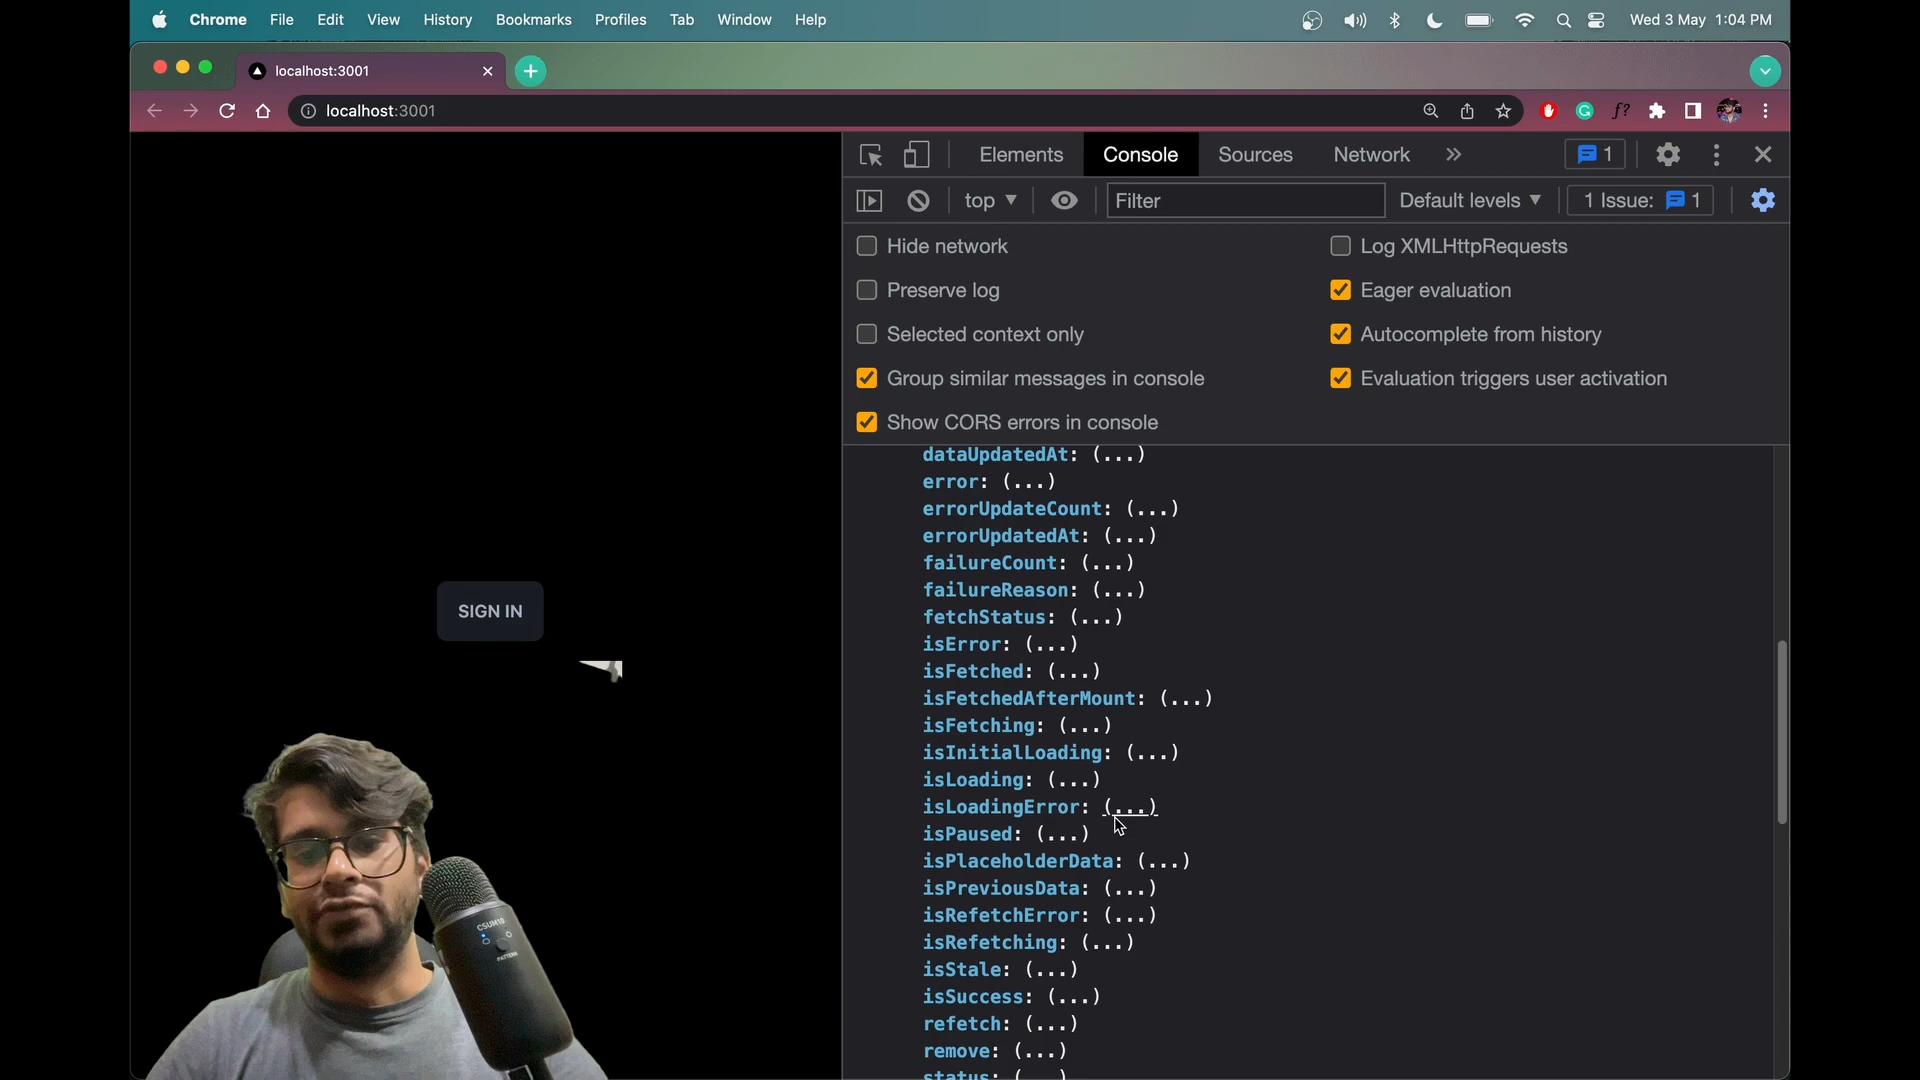 Chrome File Edit View History Bookmarks Profiles Tab Window Help Wed 3 May 1:04 PM
localhost:3001
localhost:3001
Elements Console Sources Network 1
top Filter Default levels 1 Issue: 1
Hide network Log XMLHttpRequests
Preserve log Eager evaluation
Selected context only Autocomplete from history
Group similar messages in console Evaluation triggers user activation
Show CORS errors in console
dataUpdatedAt: (...)
error: (...)
errorUpdateCount: (...)
errorUpdatedAt: (...)
failureCount: (...)
failureReason: (...)
fetchStatus: (...)
isError: (...)
isFetched: (...)
isFetchedAfterMount: (...)
isFetching: (...)
isInitialLoading: (...)
isLoading: (...)
isLoadingError: (...)
isPaused: (...)
isPlaceholderData: (...)
isPreviousData: (...)
isRefetchError: (...)
isRefetching: (...)
isStale: (...)
isSuccess: (...)
refetch: (...)
remove: (...)
status: (...)
SIGN IN
CSUM10
PATTERN